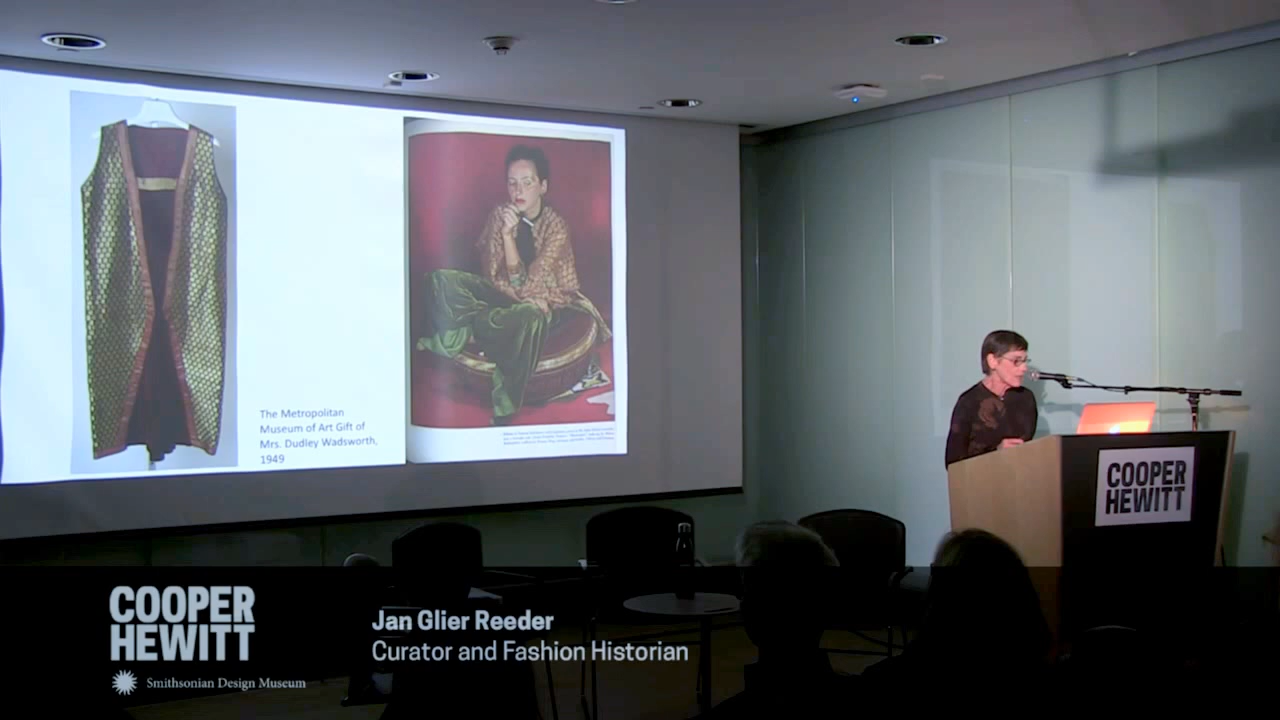 The Metropolitan
Museum of Art Gift of
Mrs. Dudley Wadsworth,
1949
COOPER
HEWITT
COOPER
HEWITT
Smithsonian Design Museum
Jan Glier Reeder
Curator and Fashion Historian